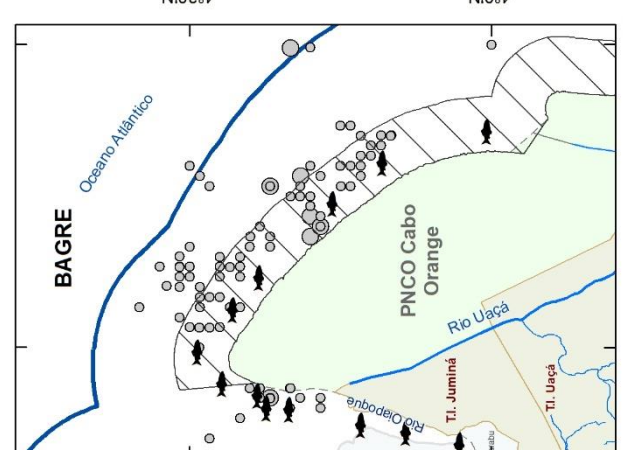 Oceano Atlântico
BAGRE
PNCO Cabo
Orange
Rio Uaçá
T.I. Juminá
T.I. Uaçá
Rio Oiapoque